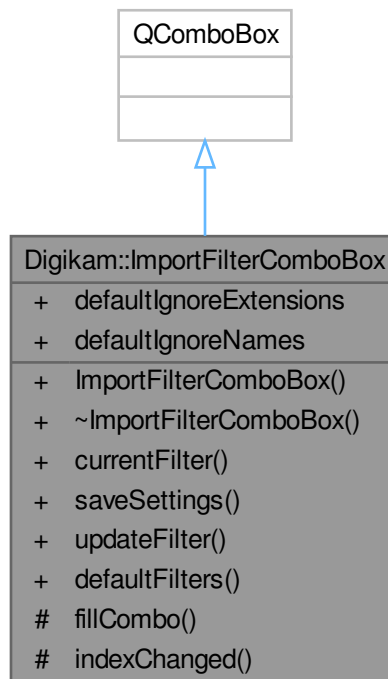 QComboBox
Digikam::ImportFilterComboBox
+ defaultIgnoreExtensions
+ defaultIgnoreNames
+ ImportFilterComboBox()
+ ~ImportFilterComboBox()
+ currentFilter()
+ saveSettings()
+ updateFilter()
+ defaultFilters()
# fillCombo()
# indexChanged()